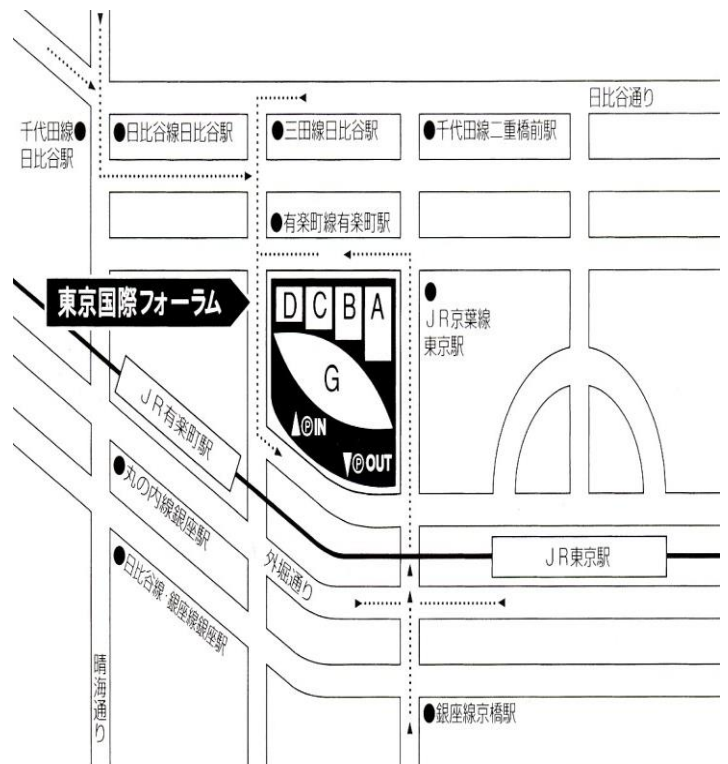 日比谷通り
千代田線●
日比谷駅
●日比谷線日比谷駅
●三田線日比谷駅
●千代田線二重橋前駅
●有楽町線有楽町駅
東京国際フォーラム
D C B A
G
▲ⓅIN
▼ⓅOUT
●
JR京葉線
東京駅
JR有楽町駅
●丸の内線銀座駅
●日比谷線・銀座線銀座駅
外堀通り
JR東京駅
晴海通り
●銀座線京橋駅